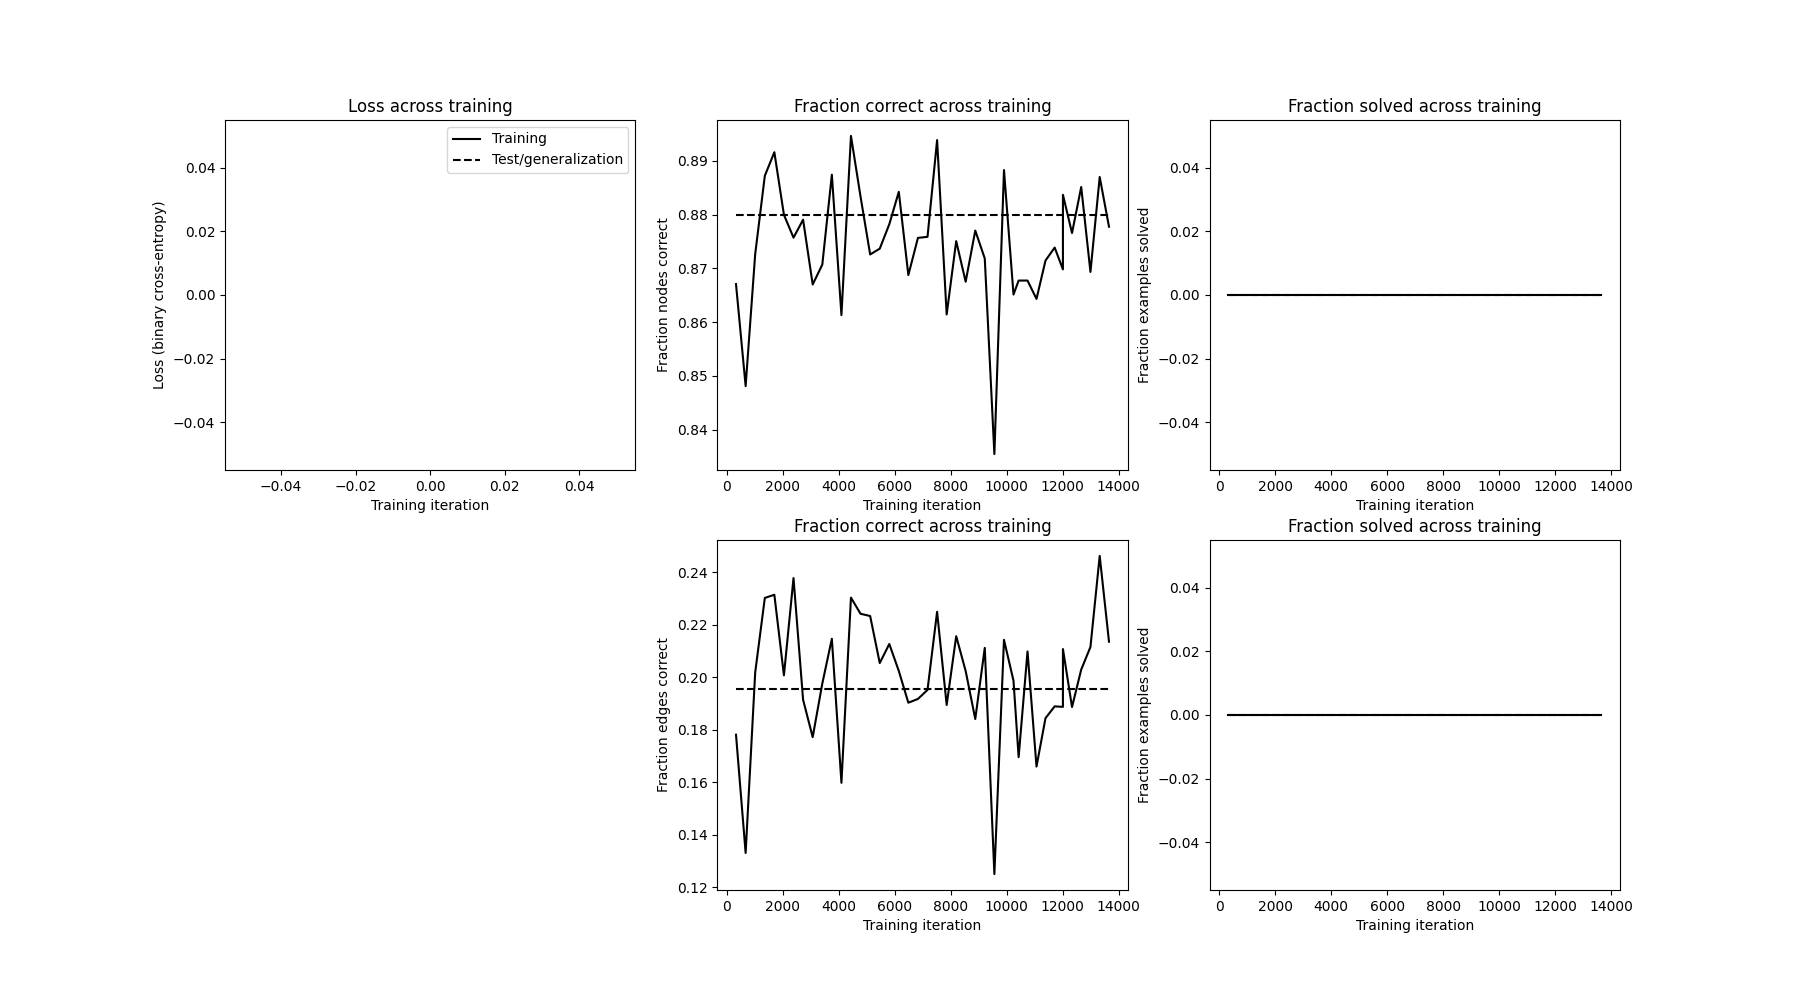 Loss across training
Training
Test/generalization
0.04
0.02
0.00
−0.02
−0.04
Loss (binary cross-entropy)
−0.04 −0.02 0.00 0.02 0.04
Training iteration
Fraction correct across training
0.89
0.88
0.87
0.86
0.85
0.84
Fraction nodes correct
0 2000 4000 6000 8000 10000 12000 14000
Training iteration
Fraction solved across training
0.04
0.02
0.00
−0.02
−0.04
Fraction examples solved
0 2000 4000 6000 8000 10000 12000 14000
Training iteration
Fraction correct across training
0.24
0.22
0.20
0.18
0.16
0.14
0.12
Fraction edges correct
0 2000 4000 6000 8000 10000 12000 14000
Training iteration
Fraction solved across training
0.04
0.02
0.00
−0.02
−0.04
Fraction examples solved
0 2000 4000 6000 8000 10000 12000 14000
Training iteration